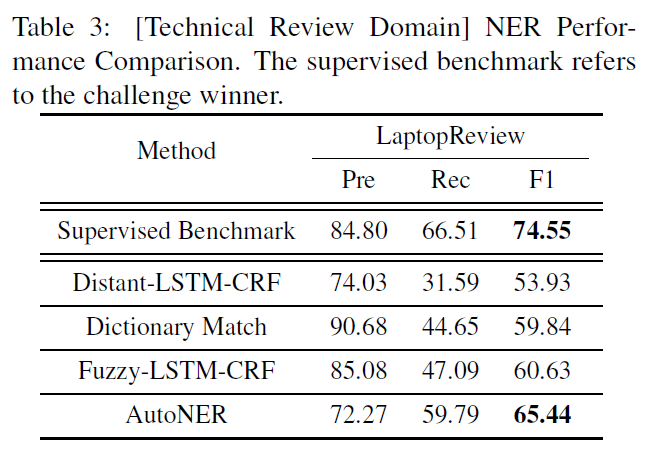 Table 3: [Technical Review Domain] NER Perfor-
mance Comparison. The supervised benchmark refers
to the challenge winner.
Method LaptopReview
Pre Rec F1
Supervised Benchmark 84.80 66.51 74.55
Distant-LSTM-CRF 74.03 31.59 53.93
Dictionary Match 90.68 44.65 59.84
Fuzzy-LSTM-CRF 85.08 47.09 60.63
AutoNER 72.27 59.79 65.44